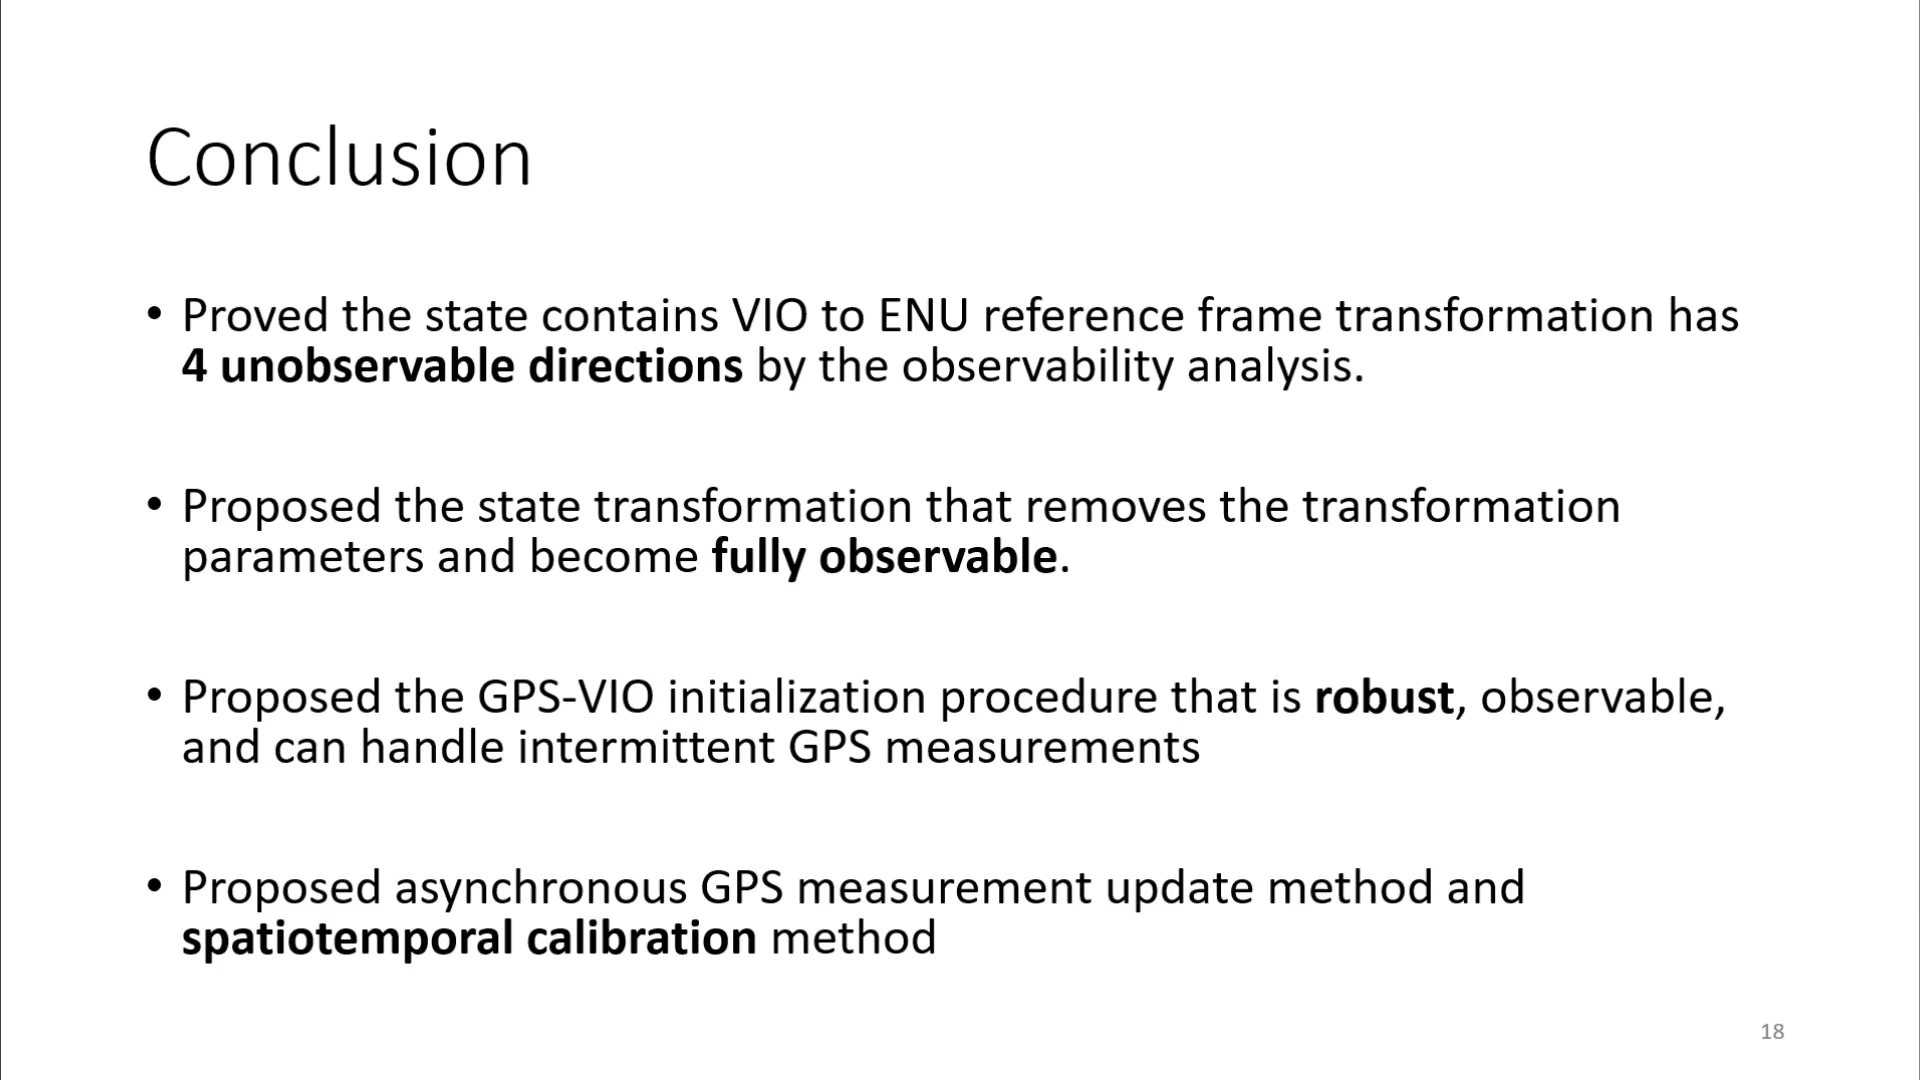 Conclusion
• Proved the state contains VIO to ENU reference frame transformation has
4 unobservable directions by the observability analysis.
• Proposed the state transformation that removes the transformation
parameters and become fully observable.
• Proposed the GPS-VIO initialization procedure that is robust, observable,
and can handle intermittent GPS measurements
• Proposed asynchronous GPS measurement update method and
spatiotemporal calibration method
18